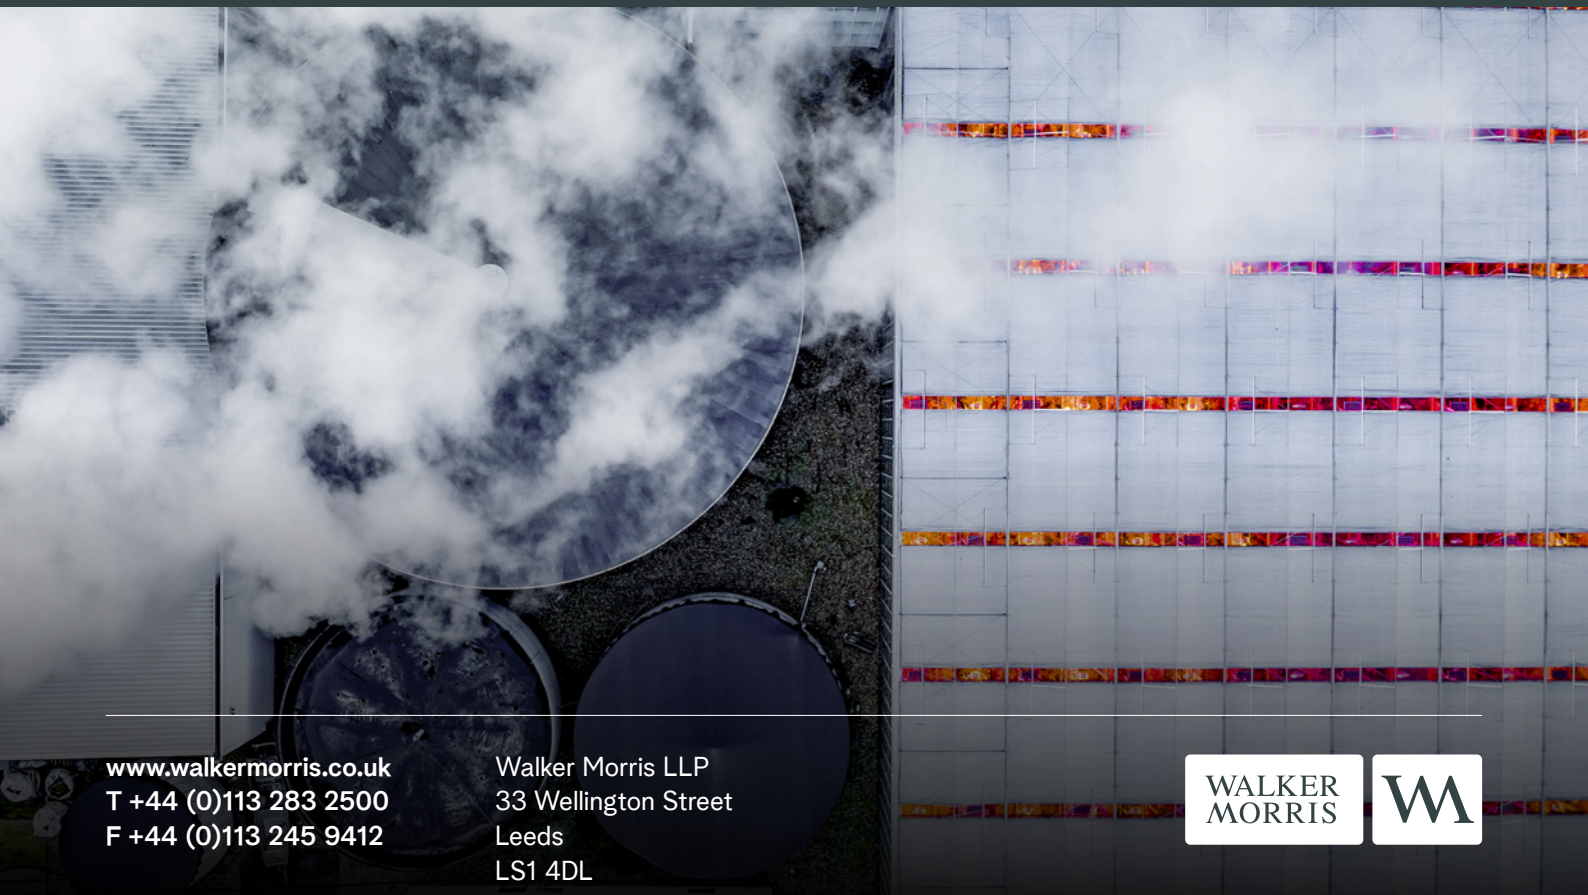 www.walkermorris.co.uk
T +44 (0)113 283 2500
F +44 (0)113 245 9412
Walker Morris LLP
33 Wellington Street
Leeds
LS1 4DL
WALKER
MORRIS
WM